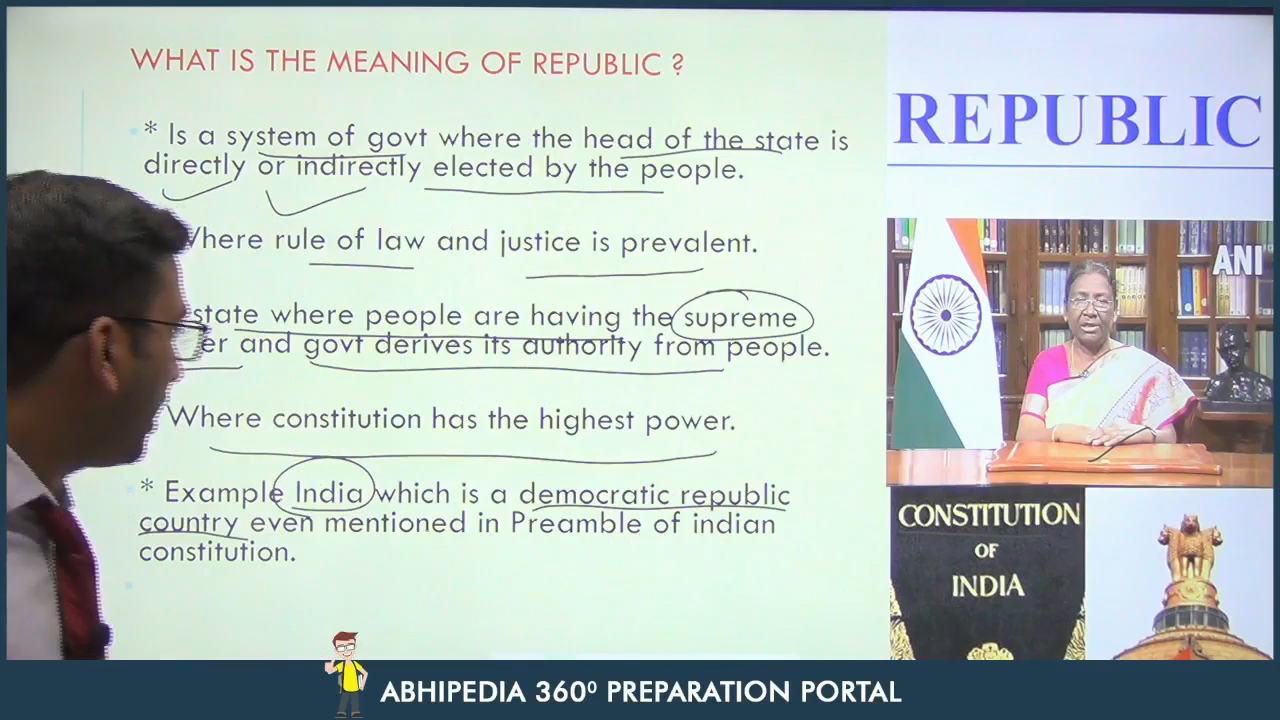 WHAT IS THE MEANING OF REPUBLIC ?
* Is a system of govt where the head of the state is
directly or indirectly elected by the people.
Where rule of law and justice is prevalent.
state where people are having the supreme
er and govt derives its authority from people.
Where constitution has the highest power.
* Example India which is a democratic republic
country even mentioned in Preamble of indian
constitution.
REPUBLIC
ANI
CONSTITUTION
OF
INDIA
ABHIPEDIA 360⁰ PREPARATION PORTAL